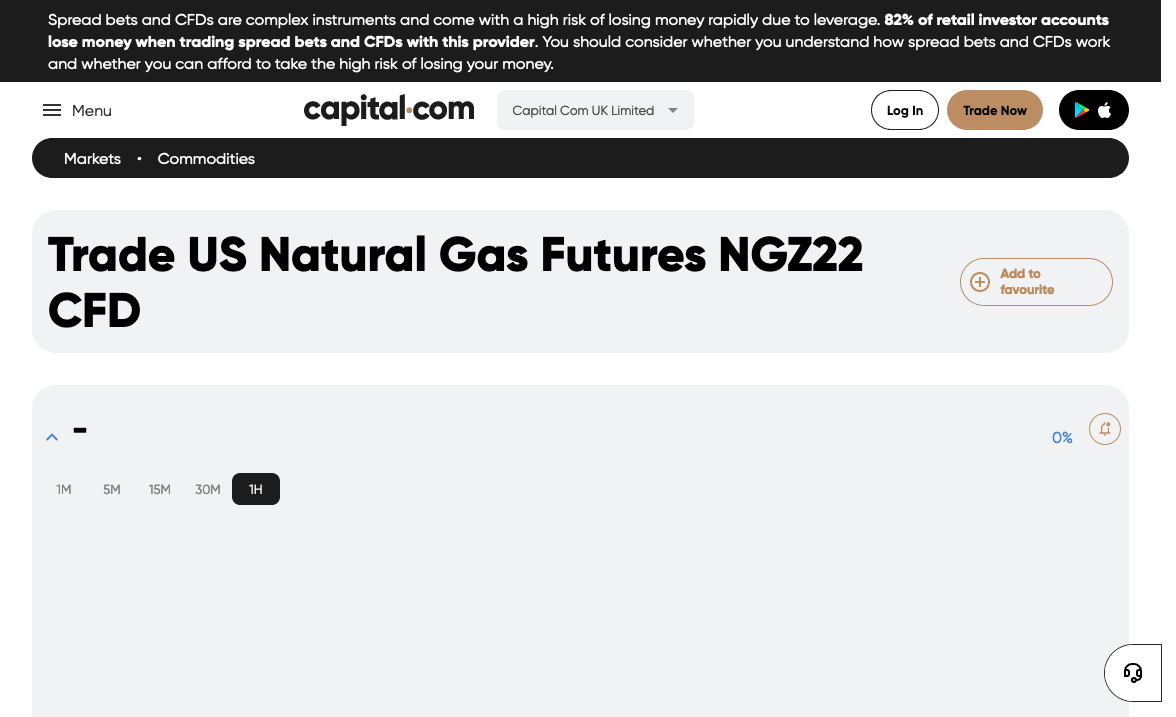 Spread bets and CFDs are complex instruments and come with a high risk of losing money rapidly due to leverage. 82% of retail investor accounts
lose money when trading spread bets and CFDs with this provider. You should consider whether you understand how spread bets and CFDs work
and whether you can afford to take the high risk of losing your money.
Menu
capital.com
Capital Com UK Limited
Log In
Trade Now
Markets • Commodities
Trade US Natural Gas Futures NGZ22
CFD
Add to
favourite
-
0%
1M 5M 15M 30M 1H